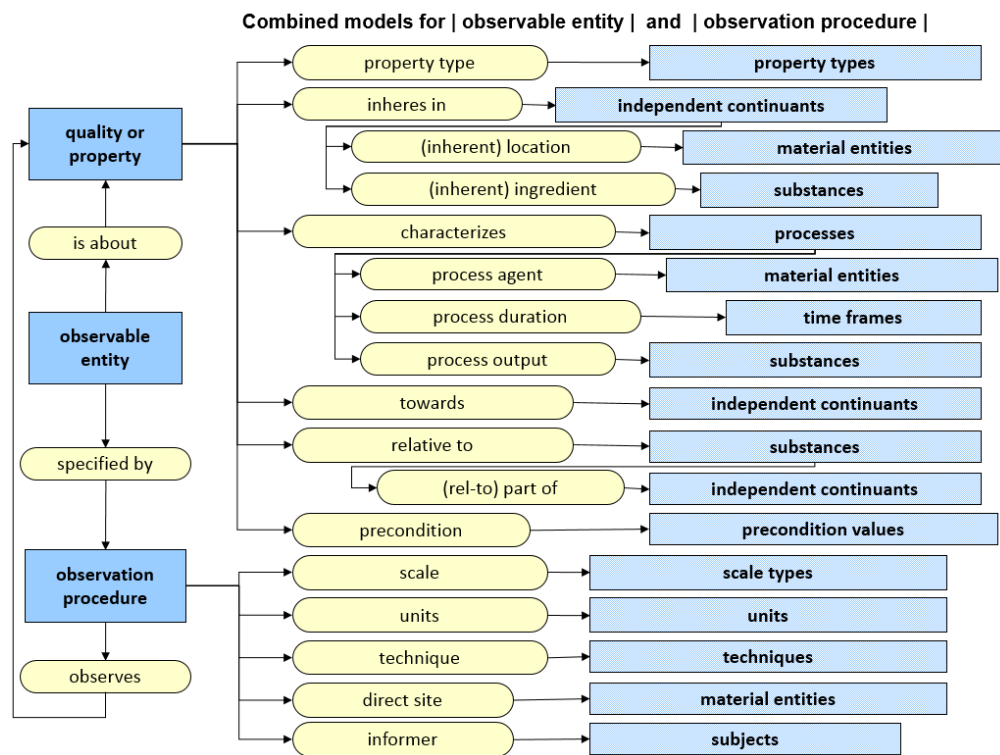 Combined models for | observable entity | and | observation procedure |
property type
property types
inheres in
independent continuants
quality or
property
(inherent) location
material entities
(inherent) ingredient
substances
is about
characterizes
processes
process agent
material entities
observable
entity
process duration
time frames
process output
substances
towards
independent continuants
relative to
substances
specified by
(rel-to) part of
independent continuants
precondition
precondition values
observation
procedure
scale
scale types
units
units
technique
techniques
observes
direct site
material entities
informer
subjects